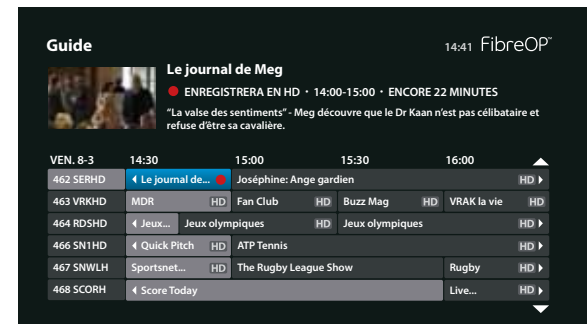 Guide
14:41 FibreOP™
Le journal de Meg
ENREGISTRERA EN HD • 14:00-15:00 • ENCORE 22 MINUTES
"La valse des sentiments" - Meg découvre que le Dr Kaan n'est pas célibataire et
refuse d'être sa cavalière.
VEN. 8-3 14:30 15:00 15:30 16:00
462 SERHD Le journal de... Joséphine: Ange gardien HD
463 VRKHD MDR HD Fan Club HD Buzz Mag HD VRAK la vie HD
464 RDSHD Jeux... Jeux olympiques HD Jeux olympiques HD
466 SN1HD Quick Pitch HD ATP Tennis HD
467 SNWLH Sportsnet... HD The Rugby League Show Rugby HD
468 SCORH Score Today Live... HD